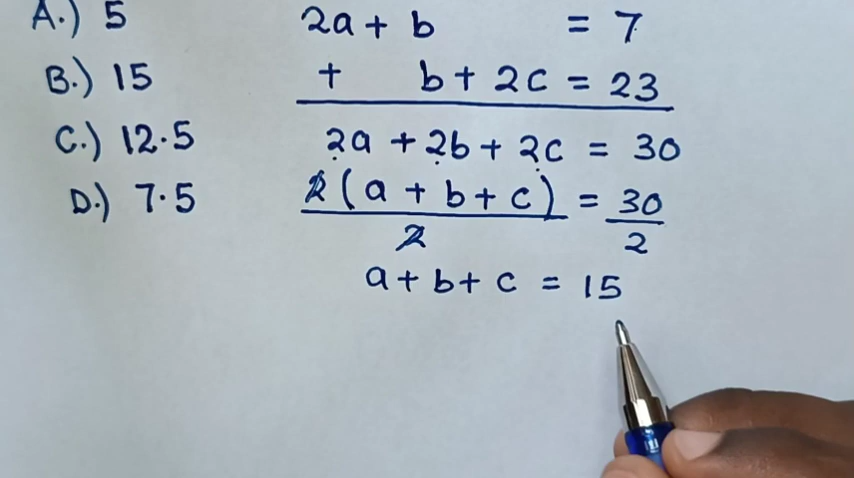 A.) 5
B.) 15
C.) 12.5
D.) 7.5
2a + b = 7
+ b + 2c = 23
2a + 2b + 2c = 30
2(a + b + c) = 30
2 2
a + b + c = 15